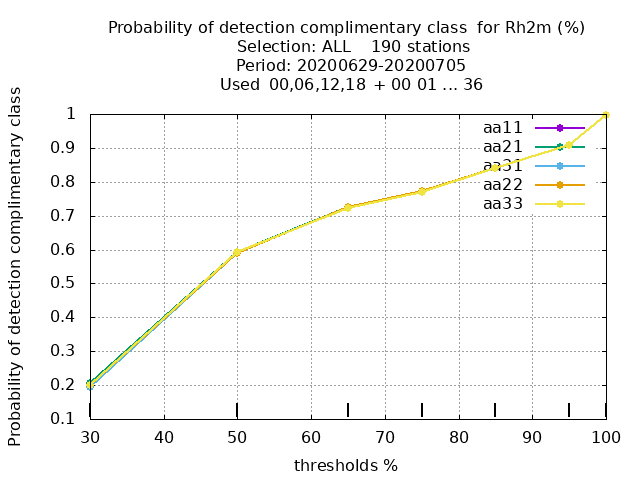 Probability of detection complimentary class  for Rh2m (%)
Selection: ALL    190 stations
Period: 20200629-20200705
Used  00,06,12,18  + 00 01 ... 36
Probability of detection complimentary class
1
0.9
0.8
0.7
0.6
0.5
0.4
0.3
0.2
0.1
aa11
aa21
aa31
aa22
aa33
30 40 50 60 70 80 90 100
thresholds %